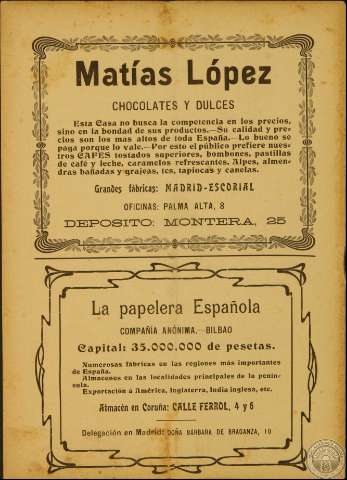 Matías López
CHOCOLATES Y DULCES
Esta Casa no busca la competencia en los precios,
sino en la bondad de sus productos.—Su calidad y pre-
cios son los mas altos de toda España.—Lo bueno se
paga porque lo vale.—Por esto el público prefiere nues-
tros CAFES tostados superiores, bombones, pastillas
de café y leche, caramelos refrescantes, Alpes, almen-
dras bañadas y grajeas, tes, tapiocas y canelas.
Grandes fábricas: MADRID-ESCORIAL
OFICINAS: PALMA ALTA, 8
DEPOSITO: MONTERA, 25
La papelera Española
COMPAÑÍA ANÓNIMA.—BILBAO
Capital: 35.000.000 de pesetas.
Numerosas fábricas en las regiones más importantes
de España.
Almacenes en las localidades principales de la penín-
sula.
Exportación a América, Inglaterra, India inglesa, etc.
Almacén en Coruña: CALLE FERROL, 4 y 6
Delegación en Madrid: DOÑA BÁRBARA DE BRAGANZA, 10